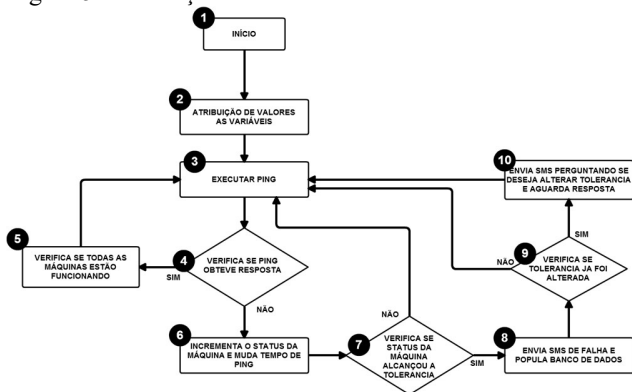 1
INÍCIO
2
ATRIBUIÇÃO DE VALORES
AS VARIÁVEIS
3
EXECUTAR PING
10
ENVIA SMS PERGUNTANDO SE
DESEJA ALTERAR TOLERANCIA
E AGUARDA RESPOSTA
5
VERIFICA SE TODAS AS
MÁQUINAS ESTÃO
FUNCIONANDO
4
VERIFICA SE PING
OBTEVE RESPOSTA
SIM
NÃO
9
VERIFICA SE
TOLERANCIA JA FOI
ALTERADA
SIM
NÃO
6
INCREMENTA O STATUS DA
MÁQUINA E MUDA TEMPO DE
PING
7
VERIFICA SE
STATUS DA
MÁQUINA
ALCANÇOU A
TOLERANCIA
NÃO
SIM
8
ENVIA SMS DE FALHA E
POPULA BANCO DE DADOS